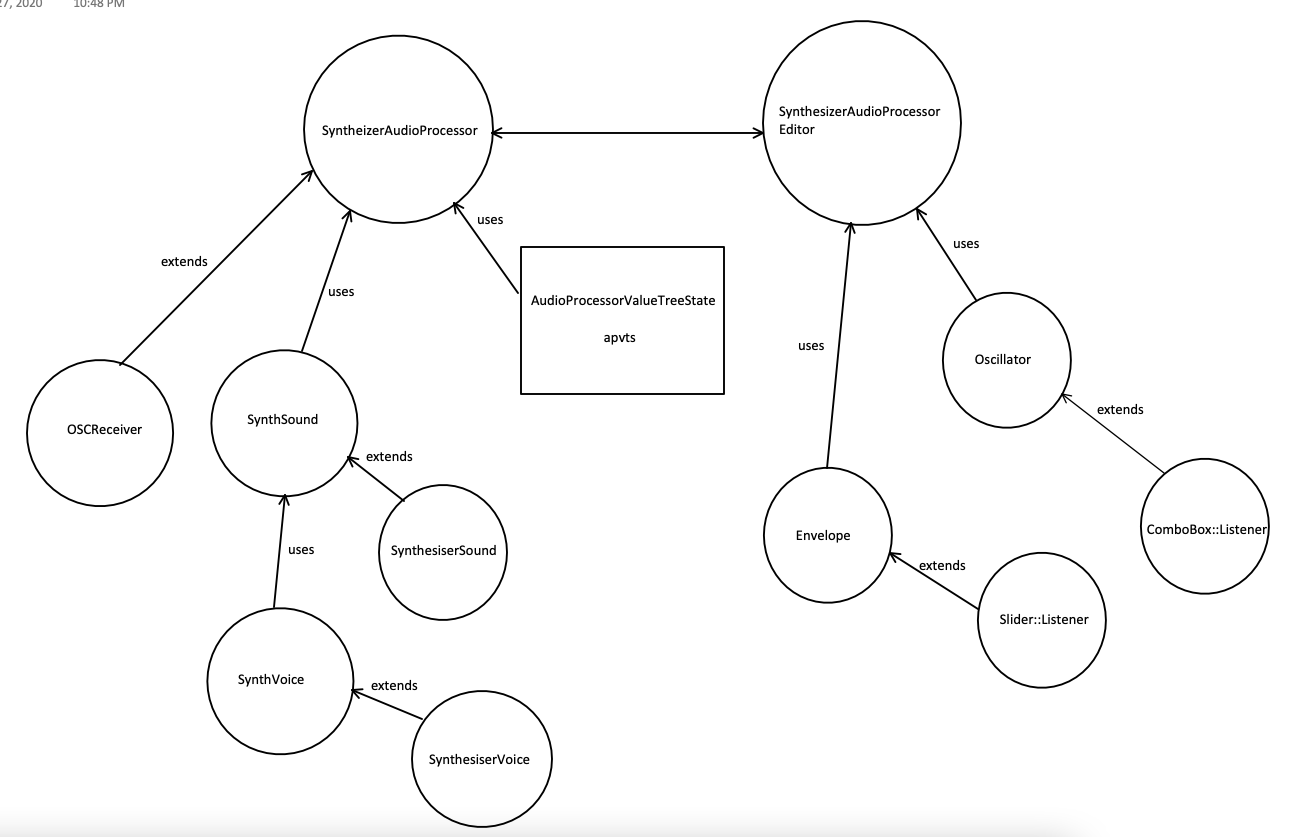 27, 2020 10:48 PM
SyntheizerAudioProcessor
SynthesizerAudioProcessor
Editor
uses
uses
extends
uses
AudioProcessorValueTreeState
apvts
uses
Oscillator
extends
SynthSound
OSCReceiver
extends
ComboBox::Listener
Envelope
SynthesiserSound
uses
extends
Slider::Listener
SynthVoice
extends
SynthesiserVoice